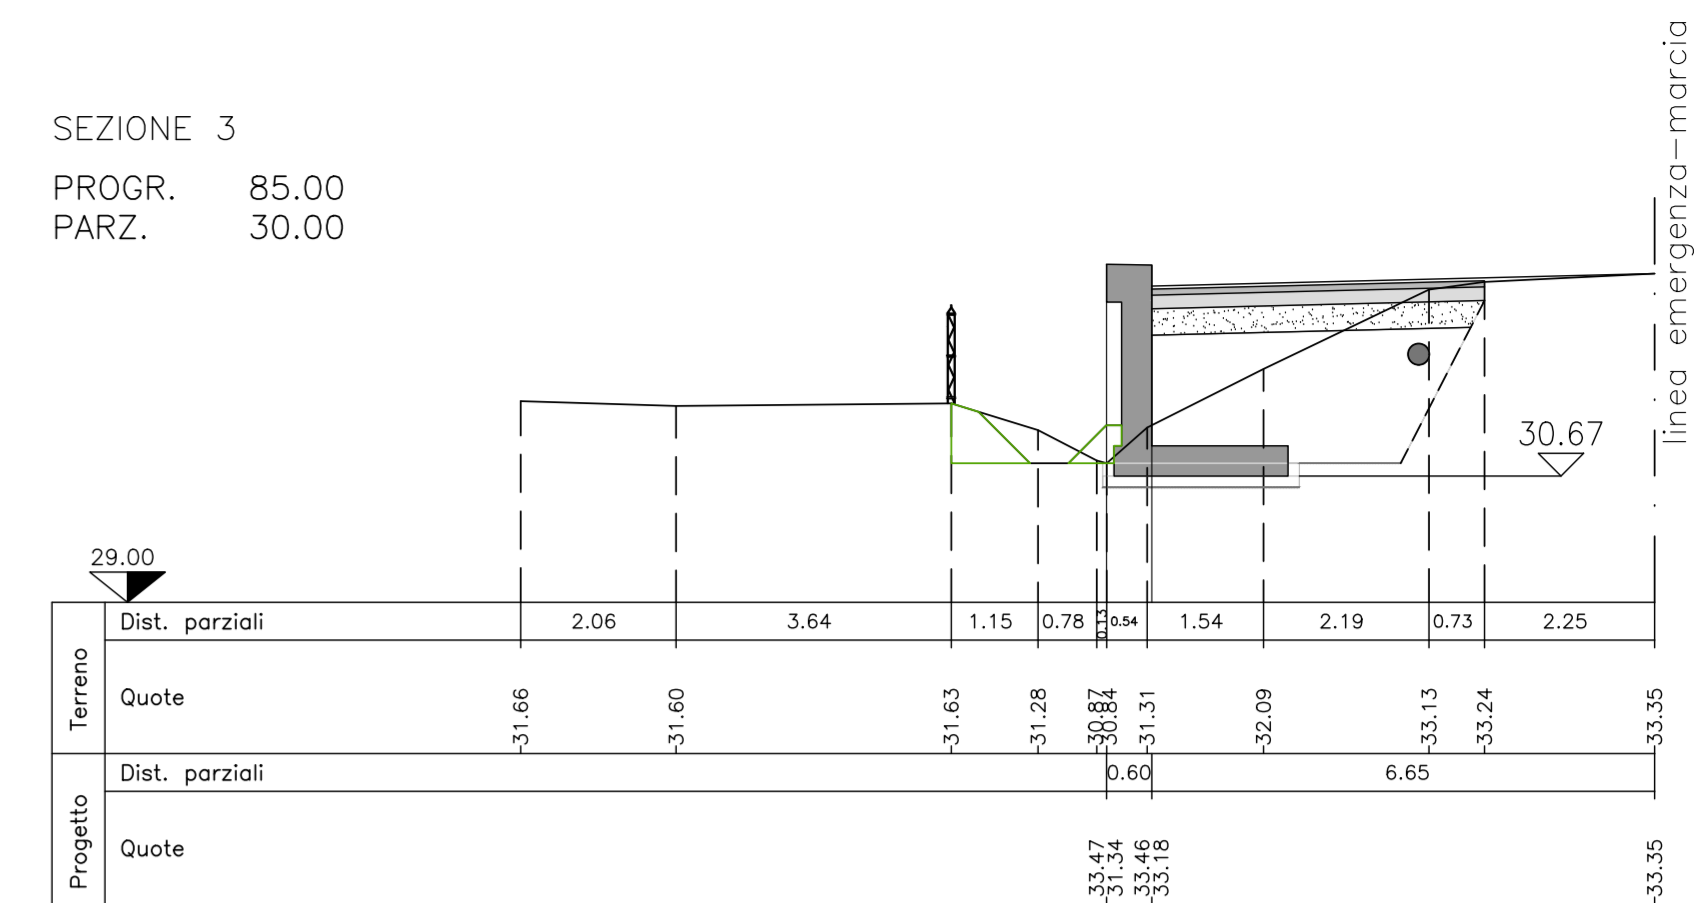 linea emergenza-marcia
SEZIONE 3
PROGR. 85.00
PARZ. 30.00
30.67
29.00
Terreno
Dist. parziali 2.06 3.64 1.15 0.78 0.13 0.54 1.54 2.19 0.73 2.25
Quote 31.66 31.60 31.63 31.28 30.87 30.84 31.31 32.09 33.13 33.24 33.35
Progetto
Dist. parziali 0.60 6.65
Quote 33.47 31.34 33.46 33.18 33.35